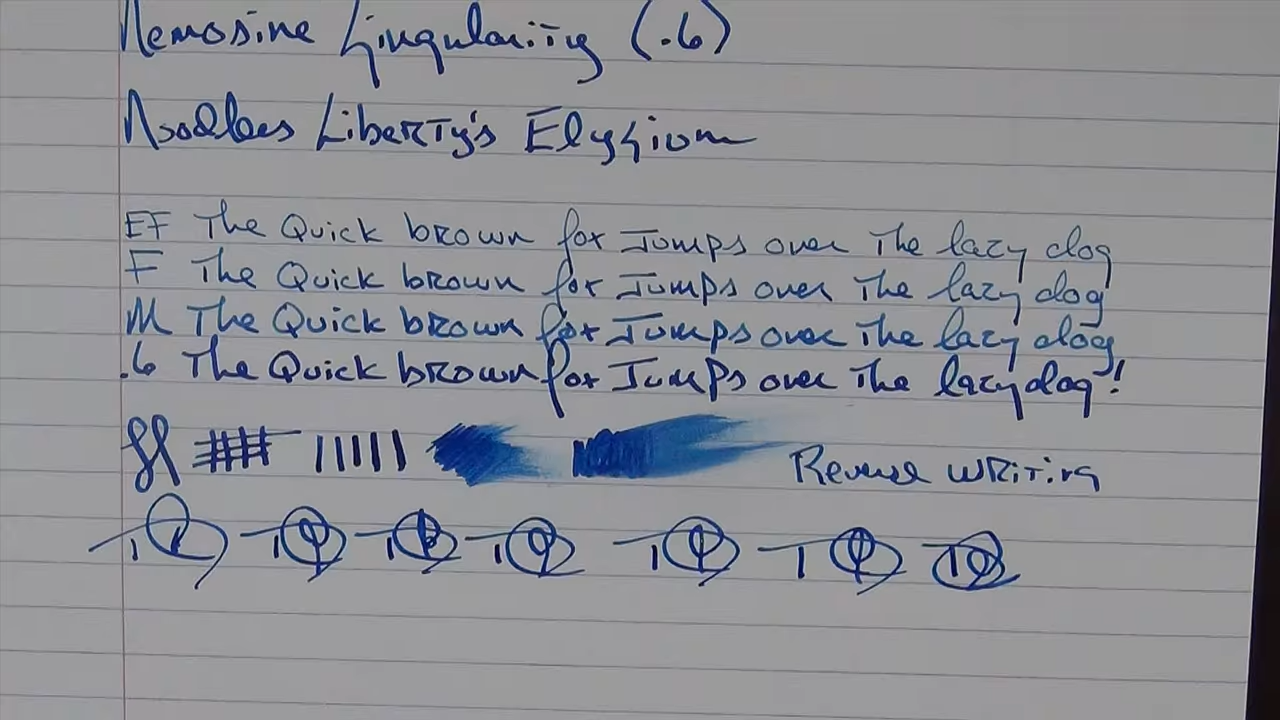 Nemosine Singularity (.6)
Noodlers Liberty's Elysium
EF The Quick brown fox Jumps over The lazy dog
F The Quick brown fox Jumps over The lazy dog
M The Quick brown fox Jumps over The lazy dog
.6 The Quick brown fox Jumps over The lazy dog!
Reverse writing